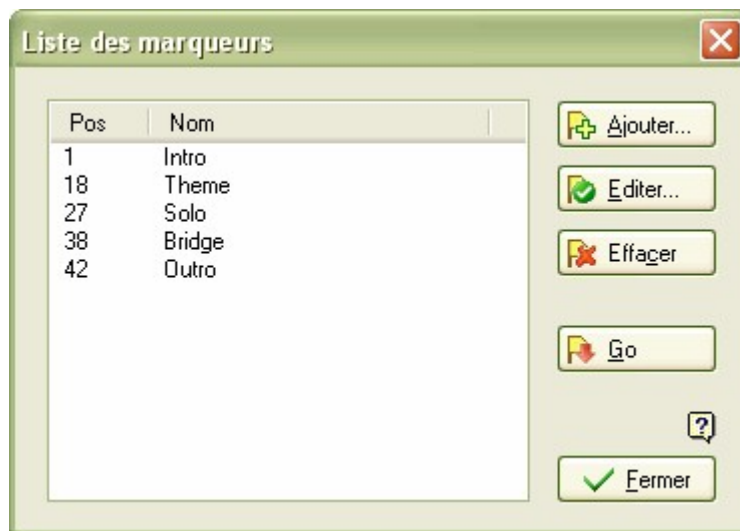 Liste des marqueurs
Pos Nom
1 Intro
18 Theme
27 Solo
38 Bridge
42 Outro
Ajouter...
Editer...
Effacer
Go
?
Fermer